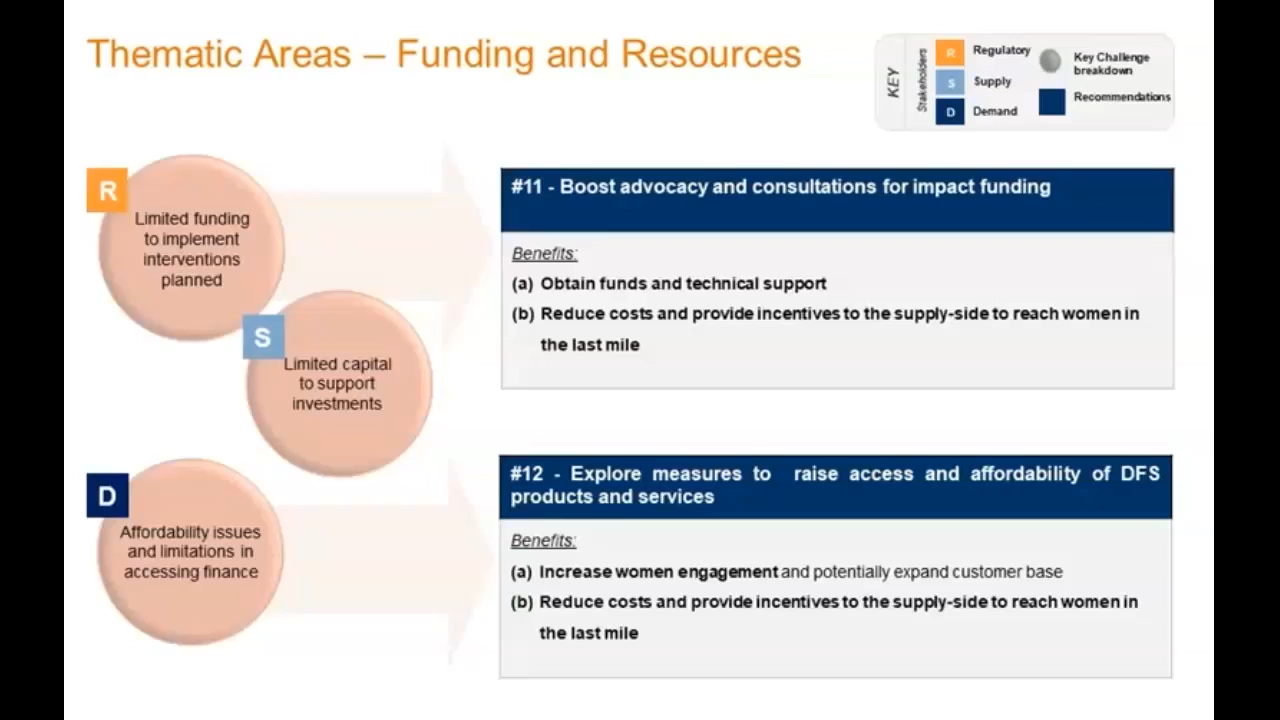 Thematic Areas – Funding and Resources
KEY
Stakeholders
R Regulatory
S Supply
D Demand
Key Challenge
breakdown
Recommendations
R
Limited funding
to implement
interventions
planned
S
Limited capital
to support
investments
#11 - Boost advocacy and consultations for impact funding
Benefits:
(a) Obtain funds and technical support
(b) Reduce costs and provide incentives to the supply-side to reach women in
the last mile
D
Affordability issues
and limitations in
accessing finance
#12 - Explore measures to raise access and affordability of DFS
products and services
Benefits:
(a) Increase women engagement and potentially expand customer base
(b) Reduce costs and provide incentives to the supply-side to reach women in
the last mile